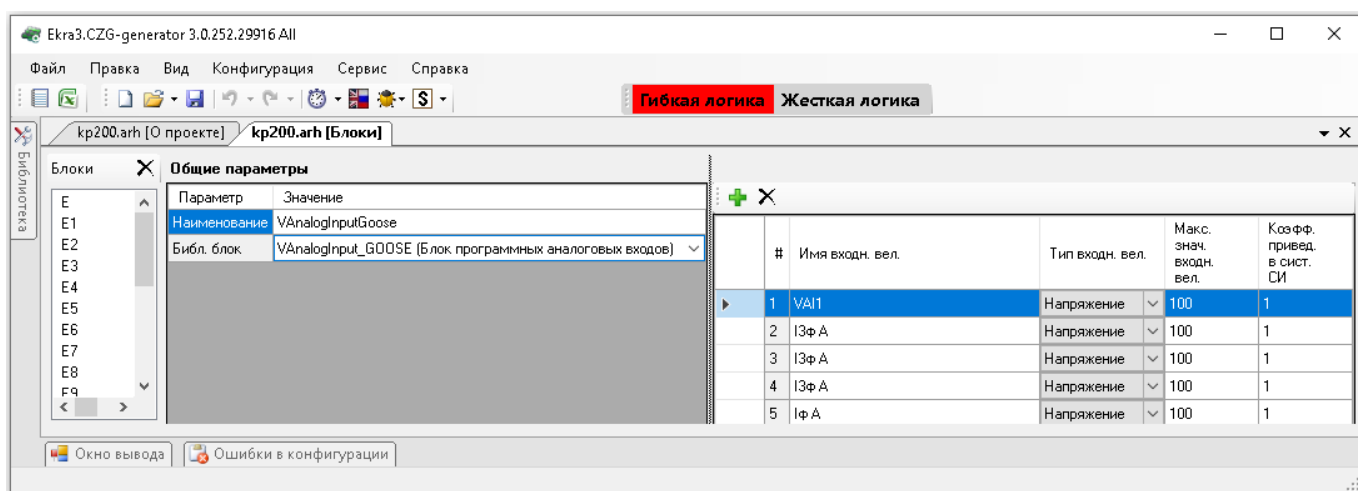 Ekra3.CZG-generator 3.0.252.29916 All
Файл Правка Вид Конфигурация Сервис Справка
S Гибкая логика Жесткая логика
Библиотека
kp200.arh [О проекте] kp200.arh [Блоки]
Блоки Общие параметры
E
E1
E2
E3
E4
E5
E6
E7
E8
E9
Параметр Значение
Наименование VAnalogInputGoose
Библ. блок VAnalogInput_GOOSE (Блок программных аналоговых входов)
# Имя входн. вел. Тип входн. вел. Макс. знач. входн. вел. Коэфф. привед. в сист. СИ
1 VAI1 Напряжение 100 1
2 I3ф A Напряжение 100 1
3 I3ф A Напряжение 100 1
4 I3ф A Напряжение 100 1
5 Iф A Напряжение 100 1
Окно вывода Ошибки в конфигурации